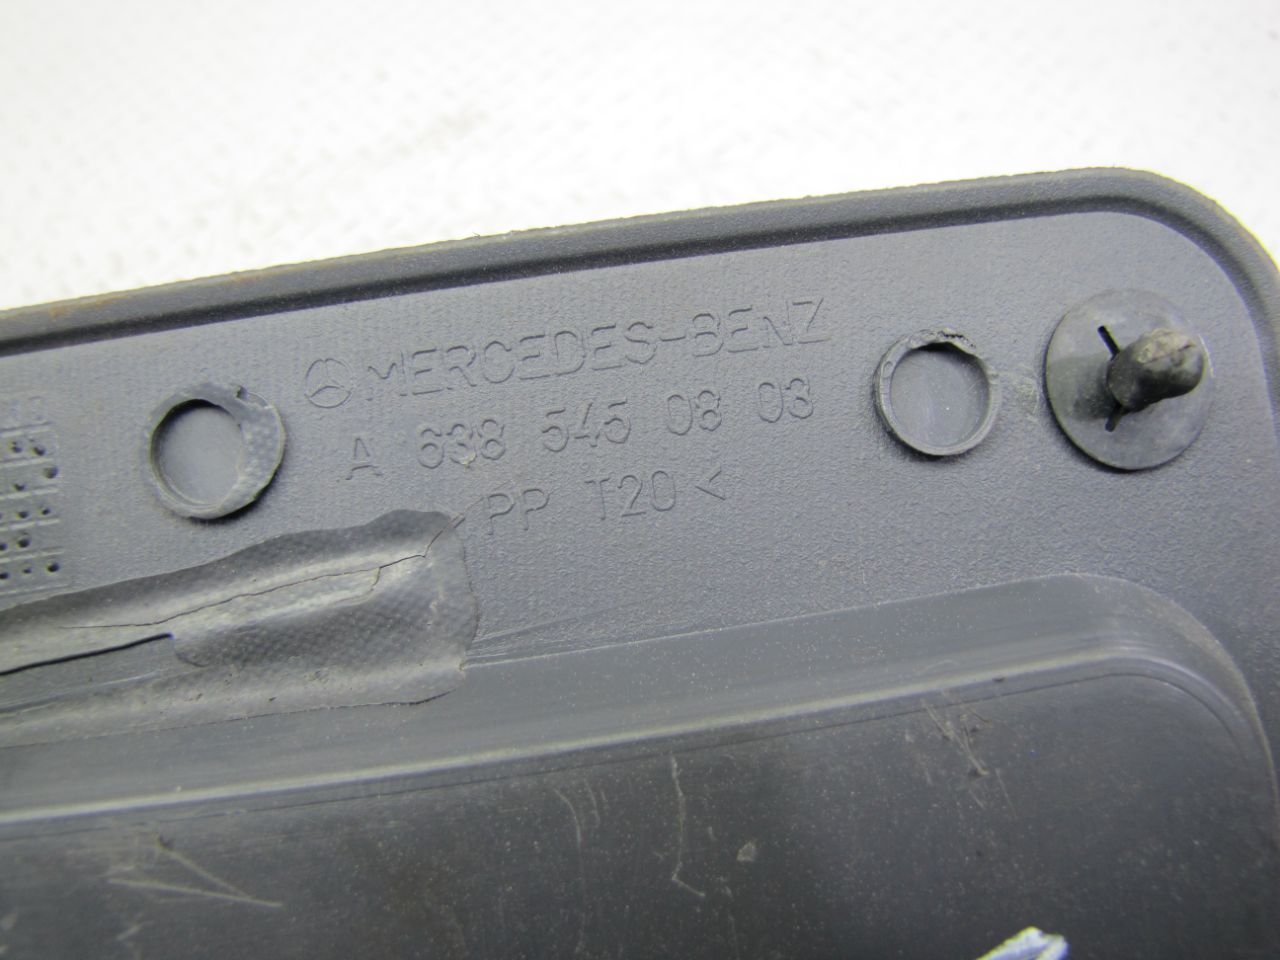 MERCEDES-BENZ
A 638 545 08 03
PP T20 <